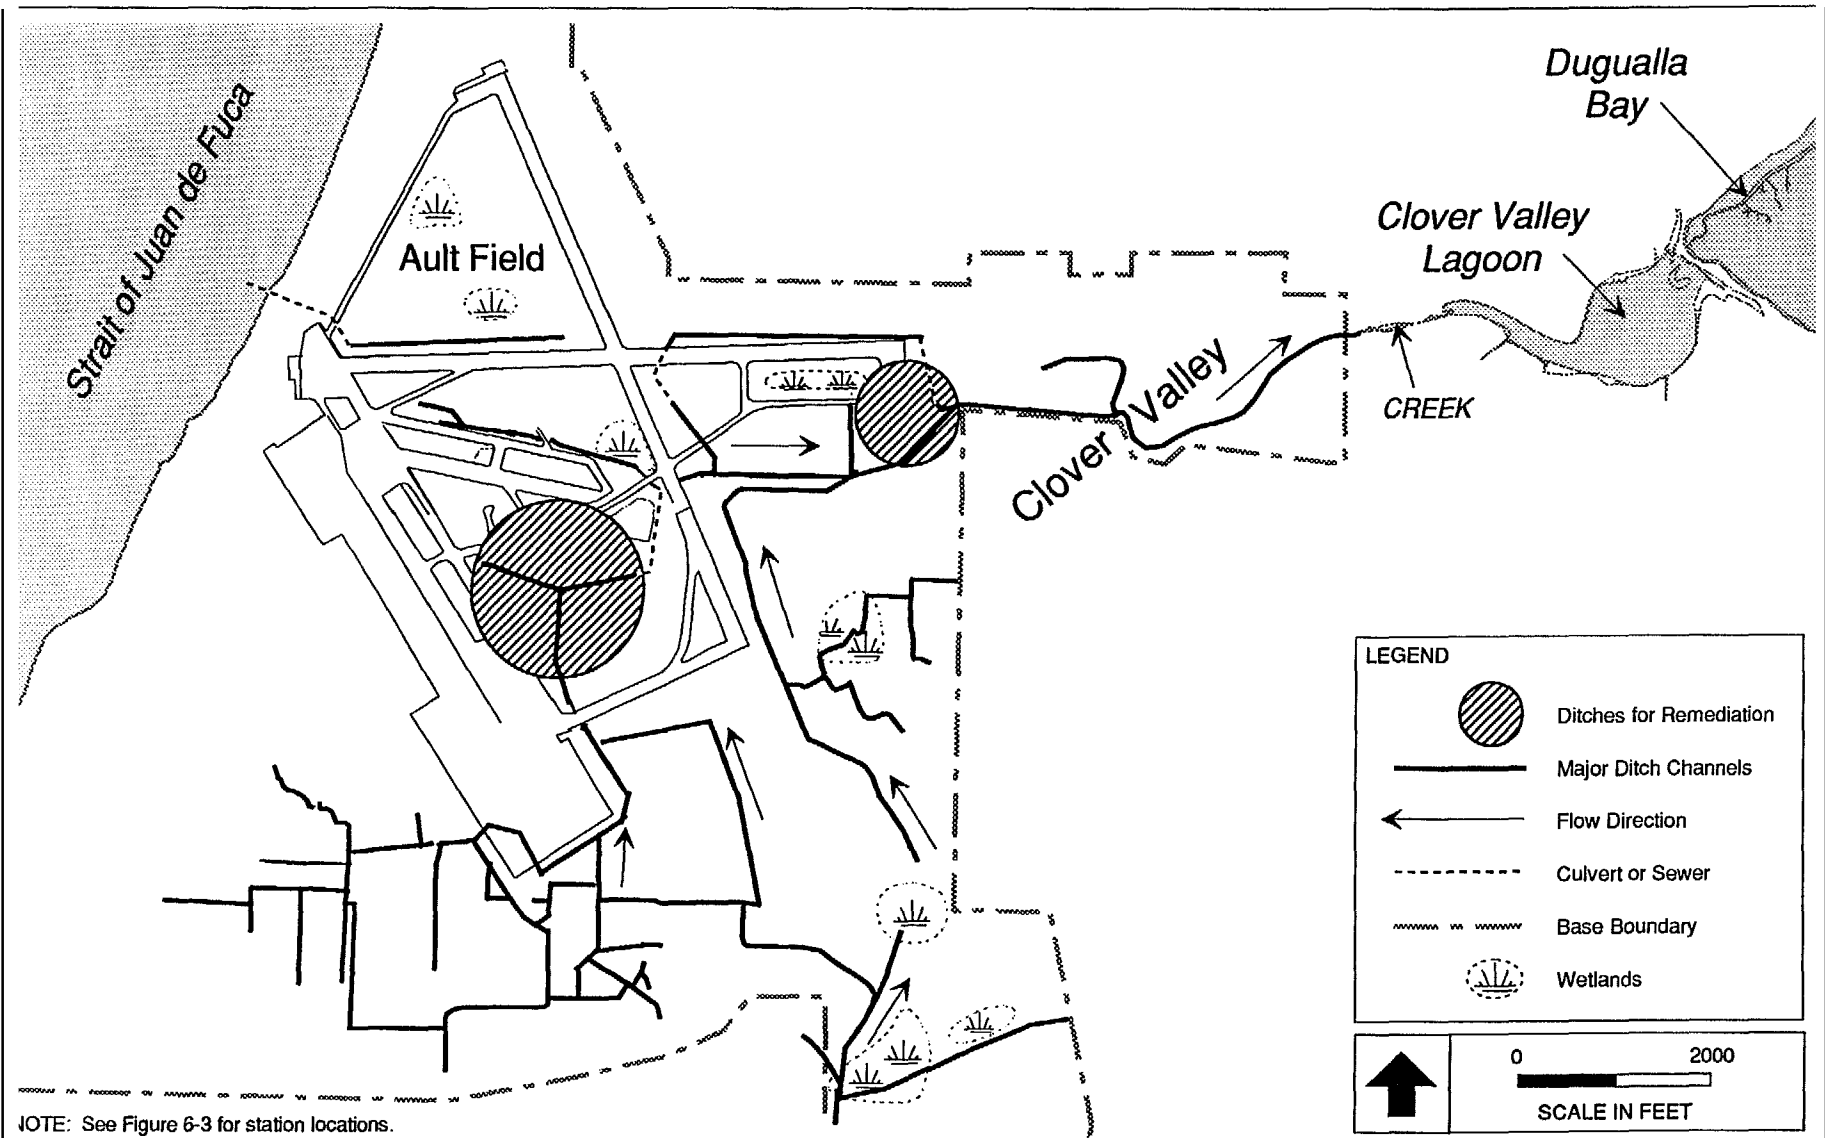 Strait of Juan de Fuca
Ault Field
Dugualla
Bay
Clover Valley
Lagoon
CREEK
Clover Valley
LEGEND
Ditches for Remediation
Major Ditch Channels
Flow Direction
Culvert or Sewer
Base Boundary
Wetlands
0 2000
SCALE IN FEET
NOTE: See Figure 6-3 for station locations.